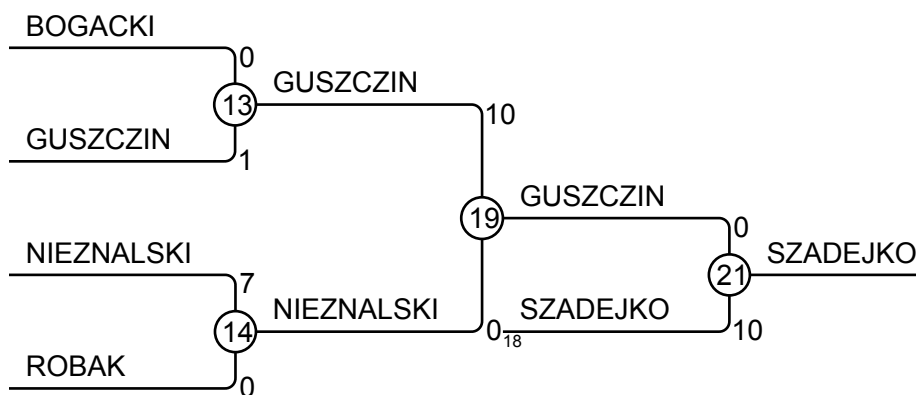 BOGACKI
0
13
GUSZCZIN
10
GUSZCZIN
1
19
GUSZCZIN
0
NIEZNALSKI
7
21
SZADEJKO
14
NIEZNALSKI
0
18
SZADEJKO
10
ROBAK
0